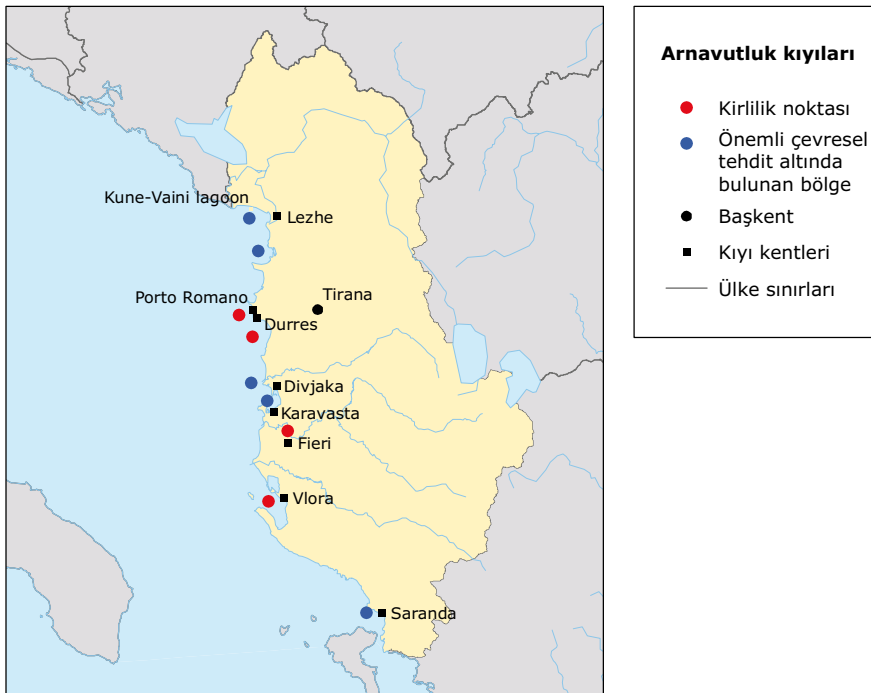 Kune-Vaini lagoon
Lezhe
Porto Romano
Tirana
Durres
Divjaka
Karavasta
Fieri
Vlora
Saranda
Arnavutluk kıyıları
Kirlilik noktası
Önemli çevresel
tehdit altında
bulunan bölge
Başkent
Kıyı kentleri
Ülke sınırları